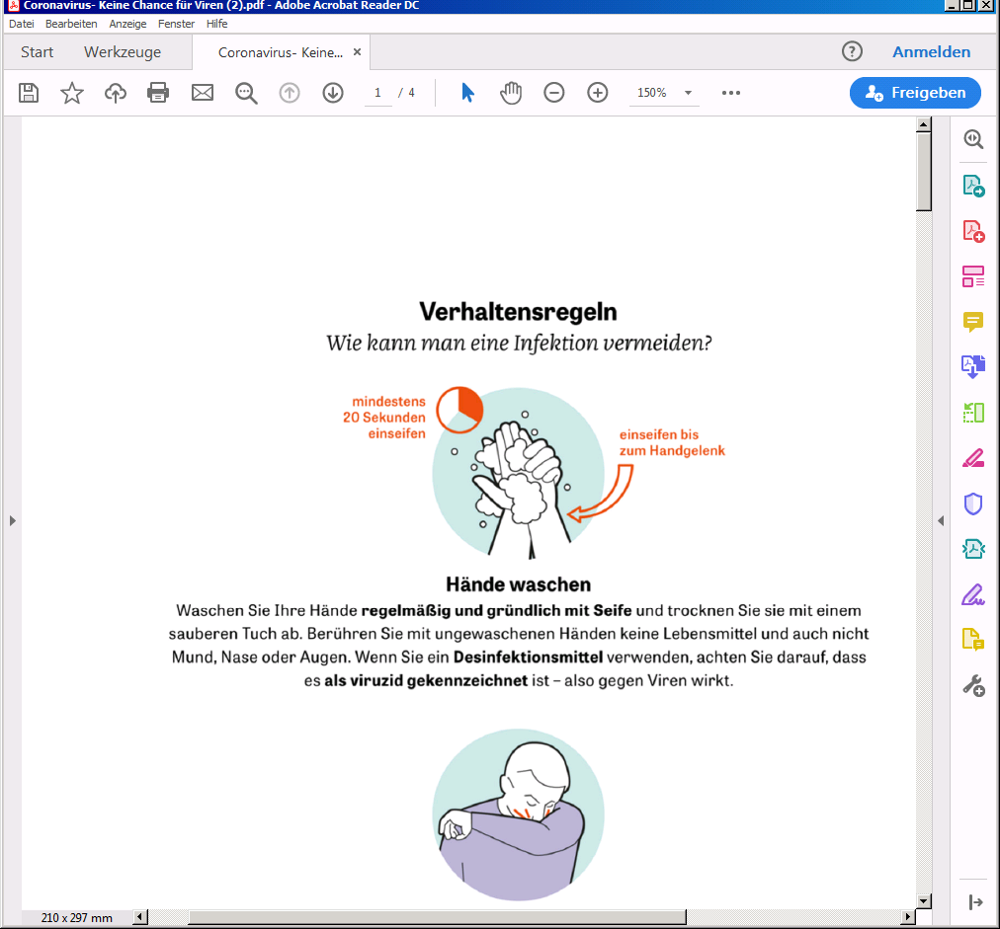 Coronavirus- Keine Chance für Viren (2).pdf - Adobe Acrobat Reader DC
Datei Bearbeiten Anzeige Fenster Hilfe
Start Werkzeuge Coronavirus- Keine... × ? Anmelden
1 / 4 150% Freigeben
Verhaltensregeln
Wie kann man eine Infektion vermeiden?
mindestens
20 Sekunden
einseifen
einseifen bis
zum Handgelenk
Hände waschen
Waschen Sie Ihre Hände regelmäßig und gründlich mit Seife und trocknen Sie sie mit einem
sauberen Tuch ab. Berühren Sie mit ungewaschenen Händen keine Lebensmittel und auch nicht
Mund, Nase oder Augen. Wenn Sie ein Desinfektionsmittel verwenden, achten Sie darauf, dass
es als viruzid gekennzeichnet ist – also gegen Viren wirkt.
210 x 297 mm